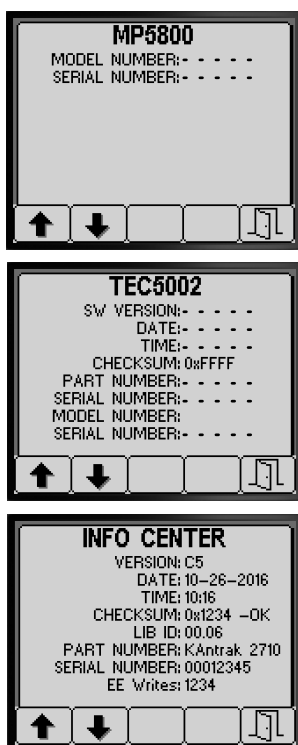 MP5800
MODEL NUMBER:- - - - -
SERIAL NUMBER:- - - - -
TEC5002
SW VERSION:- - - - -
DATE:- - - - -
TIME:- - - - -
CHECKSUM: 0xFFFF
PART NUMBER:- - - - -
SERIAL NUMBER:- - - - -
MODEL NUMBER:
SERIAL NUMBER:- - - - -
INFO CENTER
VERSION: C5
DATE: 10-26-2016
TIME: 10:16
CHECKSUM: 0x1234 -OK
LIB ID: 00.06
PART NUMBER: KAntrak 2710
SERIAL NUMBER: 00012345
EE Writes: 1234